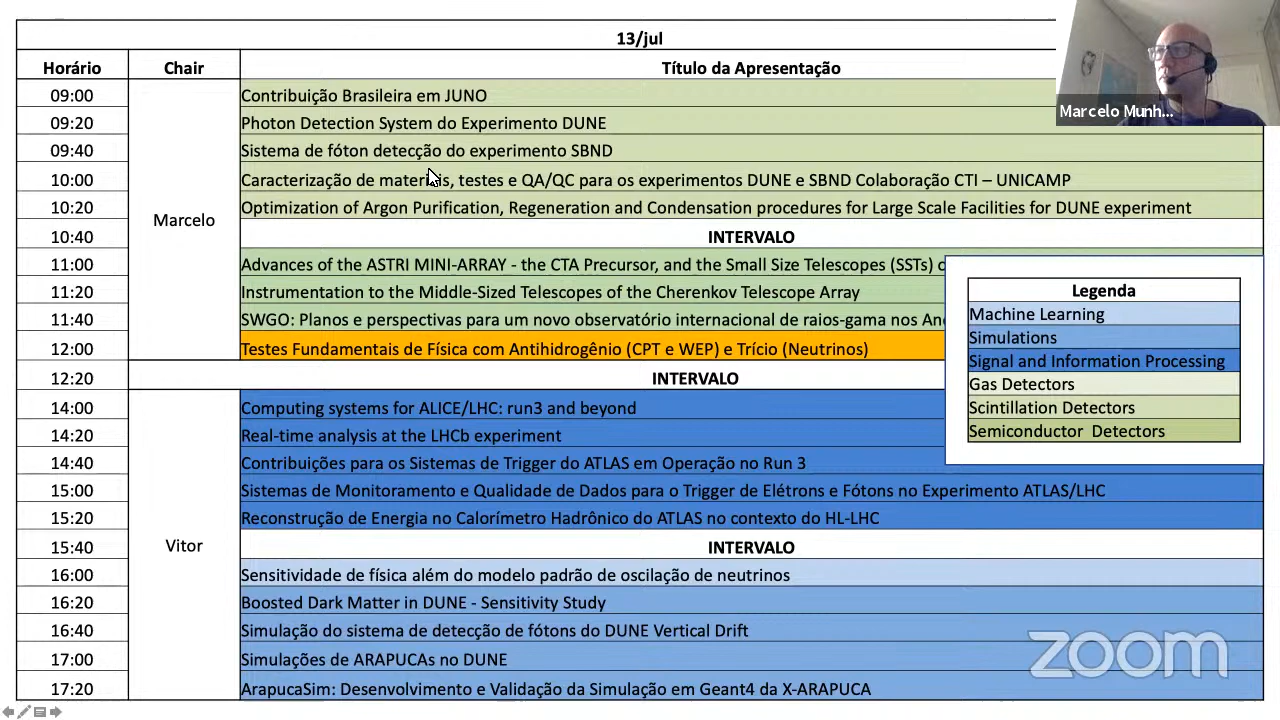 13/jul
Horário Chair Título da Apresentação
09:00 Contribuição Brasileira em JUNO
09:20 Photon Detection System do Experimento DUNE
09:40 Sistema de fóton detecção do experimento SBND
10:00 Caracterização de materiais, testes e QA/QC para os experimentos DUNE e SBND Colaboração CTI – UNICAMP
10:20 Optimization of Argon Purification, Regeneration and Condensation procedures for Large Scale Facilities for DUNE experiment
Marcelo
10:40 INTERVALO
11:00 Advances of the ASTRI MINI-ARRAY - the CTA Precursor, and the Small Size Telescopes (SSTs)
11:20 Instrumentation to the Middle-Sized Telescopes of the Cherenkov Telescope Array
11:40 SWGO: Planos e perspectivas para um novo observatório internacional de raios-gama nos
12:00 Testes Fundamentais de Física com Antihidrogênio (CPT e WEP) e Trício (Neutrinos)
12:20 INTERVALO
14:00 Computing systems for ALICE/LHC: run3 and beyond
14:20 Real-time analysis at the LHCb experiment
14:40 Contribuições para os Sistemas de Trigger do ATLAS em Operação no Run 3
15:00 Sistemas de Monitoramento e Qualidade de Dados para o Trigger de Elétrons e Fótons no Experimento ATLAS/LHC
15:20 Reconstrução de Energia no Calorímetro Hadrônico do ATLAS no contexto do HL-LHC
Vitor
15:40 INTERVALO
16:00 Sensitividade de física além do modelo padrão de oscilação de neutrinos
16:20 Boosted Dark Matter in DUNE - Sensitivity Study
16:40 Simulação do sistema de detecção de fótons do DUNE Vertical Drift
17:00 Simulações de ARAPUCAs no DUNE
17:20 ArapucaSim: Desenvolvimento e Validação da Simulação em Geant4 da X-ARAPUCA
Legenda
Machine Learning
Simulations
Signal and Information Processing
Gas Detectors
Scintillation Detectors
Semiconductor Detectors
Marcelo Munh...
zoom